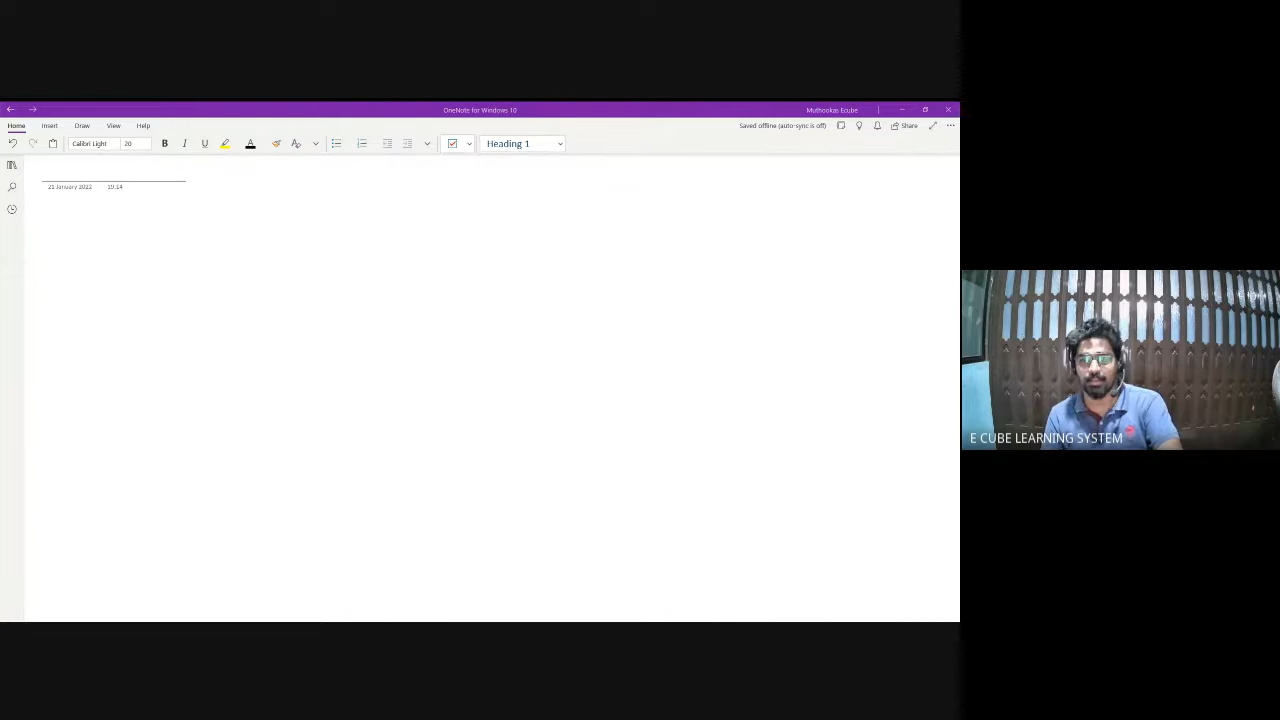 OneNote for Windows 10
Muthookas Ecube
Home Insert Draw View Help
Saved offline (auto-sync is off)
Share
Calibri Light 20
B I U A
Heading 1
21 January 2022 19:14
E CUBE LEARNING SYSTEM